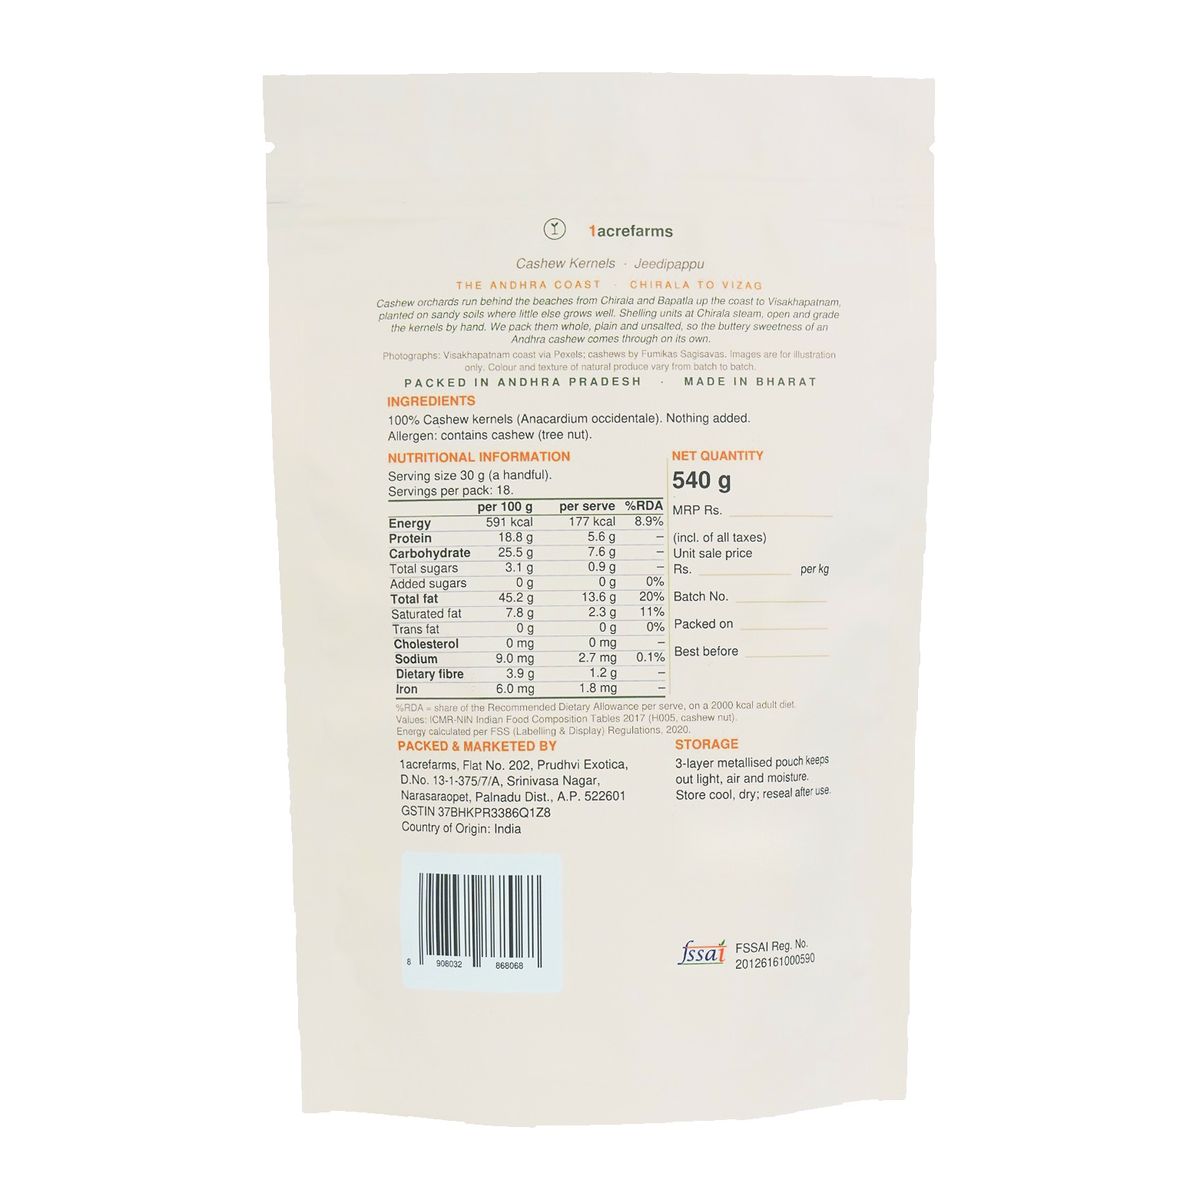 1acrefarms
Cashew Kernels · Jeedipappu
THE ANDHRA COAST · CHIRALA TO VIZAG
Cashew orchards run behind the beaches from Chirala and Bapatla up the coast to Visakhapatnam,
planted on sandy soils where little else grows well. Shelling units at Chirala steam, open and grade
the kernels by hand. We pack them whole, plain and unsalted, so the buttery sweetness of an
Andhra cashew comes through on its own.
Photographs: Visakhapatnam coast via Pexels; cashews by Fumikas Sagisavas. Images are for illustration
only. Colour and texture of natural produce vary from batch to batch.
PACKED IN ANDHRA PRADESH · MADE IN BHARAT
INGREDIENTS
100% Cashew kernels (Anacardium occidentale). Nothing added.
Allergen: contains cashew (tree nut).
NUTRITIONAL INFORMATION
Serving size 30 g (a handful).
Servings per pack: 18.
per 100 g per serve %RDA
Energy 591 kcal 177 kcal 8.9%
Protein 18.8 g 5.6 g –
Carbohydrate 25.5 g 7.6 g –
Total sugars 3.1 g 0.9 g –
Added sugars 0 g 0 g 0%
Total fat 45.2 g 13.6 g 20%
Saturated fat 7.8 g 2.3 g 11%
Trans fat 0 g 0 g 0%
Cholesterol 0 mg 0 mg –
Sodium 9.0 mg 2.7 mg 0.1%
Dietary fibre 3.9 g 1.2 g –
Iron 6.0 mg 1.8 mg –
%RDA = share of the Recommended Dietary Allowance per serve, on a 2000 kcal adult diet.
Values: ICMR-NIN Indian Food Composition Tables 2017 (H005, cashew nut).
Energy calculated per FSS (Labelling & Display) Regulations, 2020.
NET QUANTITY
540 g
MRP Rs.
(incl. of all taxes)
Unit sale price
Rs. per kg
Batch No.
Packed on
Best before
PACKED & MARKETED BY
1acrefarms, Flat No. 202, Prudhvi Exotica,
D.No. 13-1-375/7/A, Srinivasa Nagar,
Narasaraopet, Palnadu Dist., A.P. 522601
GSTIN 37BHKPR3386Q1Z8
Country of Origin: India
STORAGE
3-layer metallised pouch keeps
out light, air and moisture.
Store cool, dry; reseal after use.
8 908032 868068
fssai
FSSAI Reg. No.
20126161000590